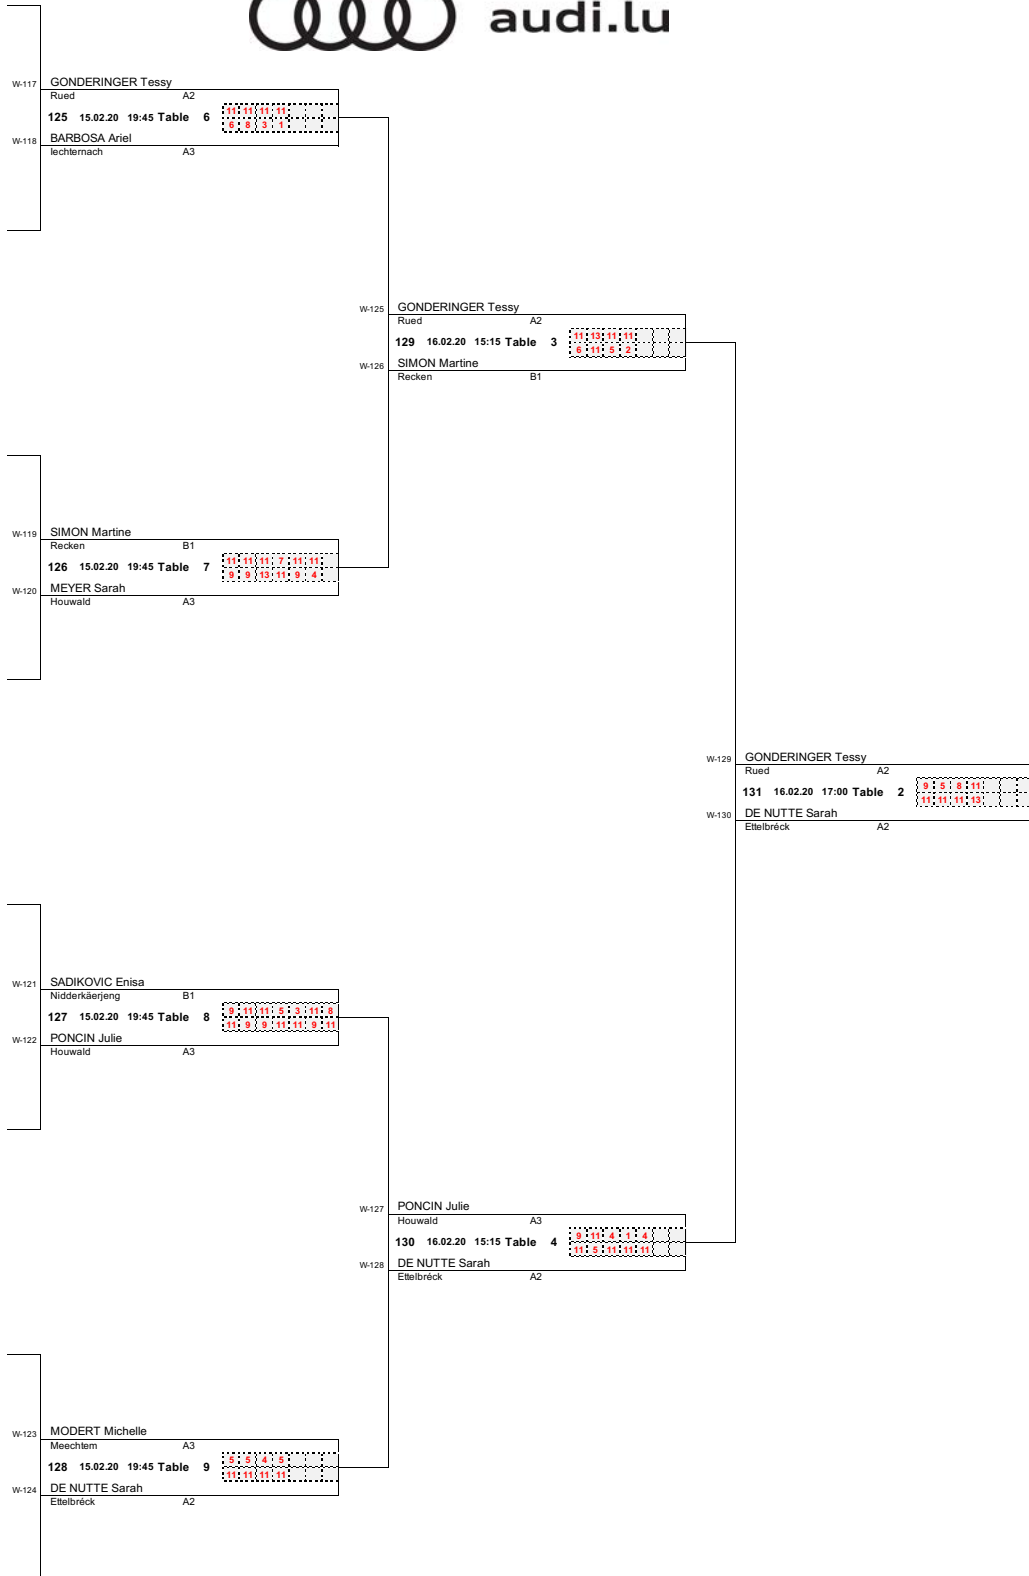 audi.lu
W-117 GONDERINGER Tessy
Rued A2
125 15.02.20 19:45 Table 6
11 11 11 11
6 8 3 1
W-118 BARBOSA Ariel
Iechternach A3
W-125 GONDERINGER Tessy
Rued A2
129 16.02.20 15:15 Table 3
11 13 11 11
6 11 5 2
W-126 SIMON Martine
Recken B1
W-119 SIMON Martine
Recken B1
126 15.02.20 19:45 Table 7
11 11 11 7 11 11
9 9 13 11 9 4
W-120 MEYER Sarah
Houwald A3
W-129 GONDERINGER Tessy
Rued A2
131 16.02.20 17:00 Table 2
9 5 8 11
11 11 11 13
W-130 DE NUTTE Sarah
Ettelbréck A2
W-121 SADIKOVIC Enisa
Nidderkäerjeng B1
127 15.02.20 19:45 Table 8
9 11 11 5 3 11 8
11 9 9 11 11 9 11
W-122 PONCIN Julie
Houwald A3
W-127 PONCIN Julie
Houwald A3
130 16.02.20 15:15 Table 4
9 11 4 1 4
11 5 11 11 11
W-128 DE NUTTE Sarah
Ettelbréck A2
W-123 MODERT Michelle
Meechtem A3
128 15.02.20 19:45 Table 9
5 5 4 5
11 11 11 11
W-124 DE NUTTE Sarah
Ettelbréck A2